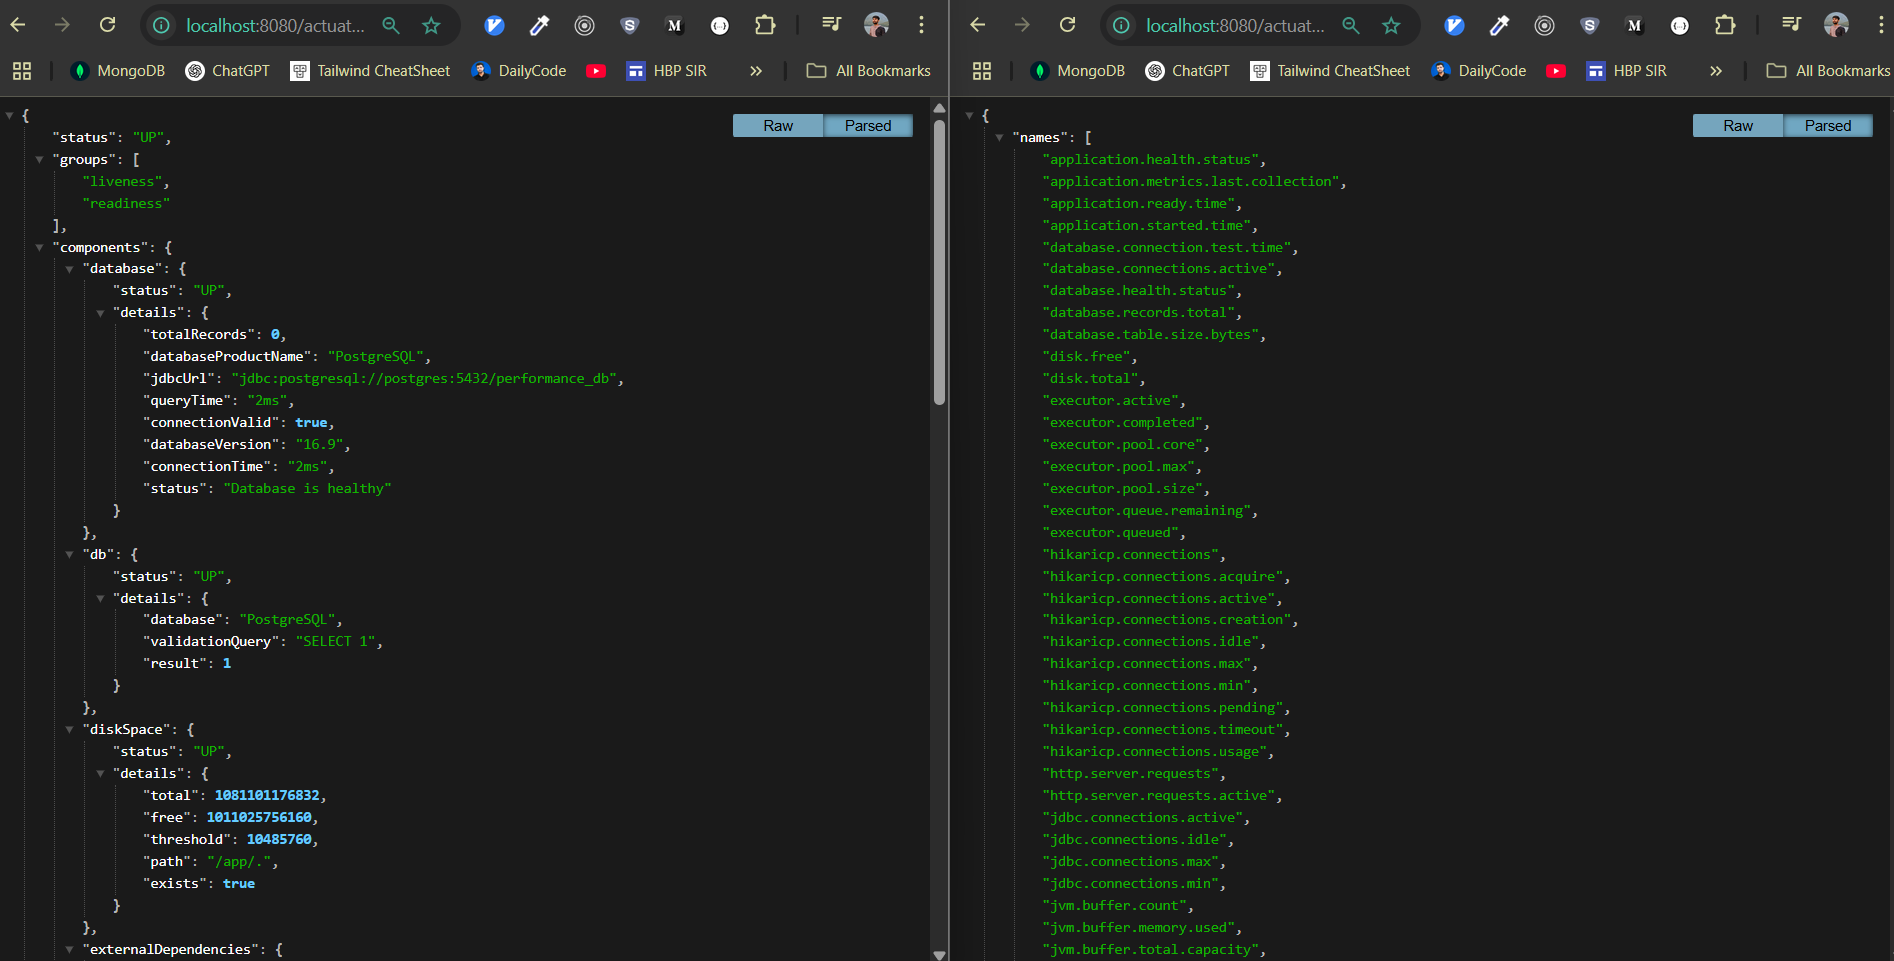 localhost:8080/actuat...
MongoDB ChatGPT Tailwind CheatSheet DailyCode HBP SIR » All Bookmarks
Raw Parsed
{
"status": "UP",
"groups": [
"liveness",
"readiness"
],
"components": {
"database": {
"status": "UP",
"details": {
"totalRecords": 0,
"databaseProductName": "PostgreSQL",
"jdbcUrl": "jdbc:postgresql://postgres:5432/performance_db",
"queryTime": "2ms",
"connectionValid": true,
"databaseVersion": "16.9",
"connectionTime": "2ms",
"status": "Database is healthy"
}
},
"db": {
"status": "UP",
"details": {
"database": "PostgreSQL",
"validationQuery": "SELECT 1",
"result": 1
}
},
"diskSpace": {
"status": "UP",
"details": {
"total": 1081101176832,
"free": 1011025756160,
"threshold": 10485760,
"path": "/app/.",
"exists": true
}
},
"externalDependencies": {
localhost:8080/actuat...
MongoDB ChatGPT Tailwind CheatSheet DailyCode HBP SIR » All Bookmarks
Raw Parsed
{
"names": [
"application.health.status",
"application.metrics.last.collection",
"application.ready.time",
"application.started.time",
"database.connection.test.time",
"database.connections.active",
"database.health.status",
"database.records.total",
"database.table.size.bytes",
"disk.free",
"disk.total",
"executor.active",
"executor.completed",
"executor.pool.core",
"executor.pool.max",
"executor.pool.size",
"executor.queue.remaining",
"executor.queued",
"hikaricp.connections",
"hikaricp.connections.acquire",
"hikaricp.connections.active",
"hikaricp.connections.creation",
"hikaricp.connections.idle",
"hikaricp.connections.max",
"hikaricp.connections.min",
"hikaricp.connections.pending",
"hikaricp.connections.timeout",
"hikaricp.connections.usage",
"http.server.requests",
"http.server.requests.active",
"jdbc.connections.active",
"jdbc.connections.idle",
"jdbc.connections.max",
"jdbc.connections.min",
"jvm.buffer.count",
"jvm.buffer.memory.used",
"jvm.buffer.total.capacity",